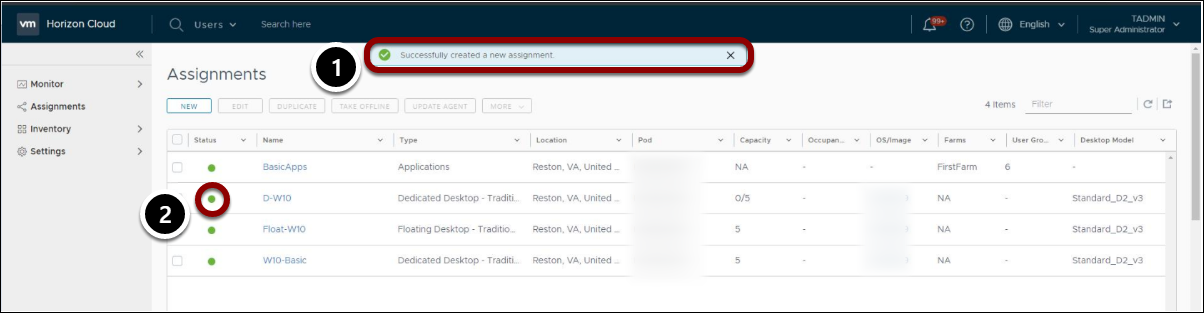 vm Horizon Cloud Users Search here 99+ English TADMIN
Super Administrator
1 Successfully created a new assignment.
Monitor
Assignments
Inventory
Settings
Assignments
NEW EDIT DUPLICATE TAKE OFFLINE UPDATE AGENT MORE 4 items Filter
Status Name Type Location Pod Capacity Occupan... OS/Image Farms User Gro... Desktop Model
BasicApps Applications Reston, VA, United ... NA - - FirstFarm 6 -
2 D-W10 Dedicated Desktop - Traditi... Reston, VA, United ... 0/5 - NA - Standard_D2_v3
Float-W10 Floating Desktop - Traditio... Reston, VA, United ... 5 - NA - Standard_D2_v3
W10-Basic Dedicated Desktop - Traditi... Reston, VA, United ... 5 - NA - Standard_D2_v3